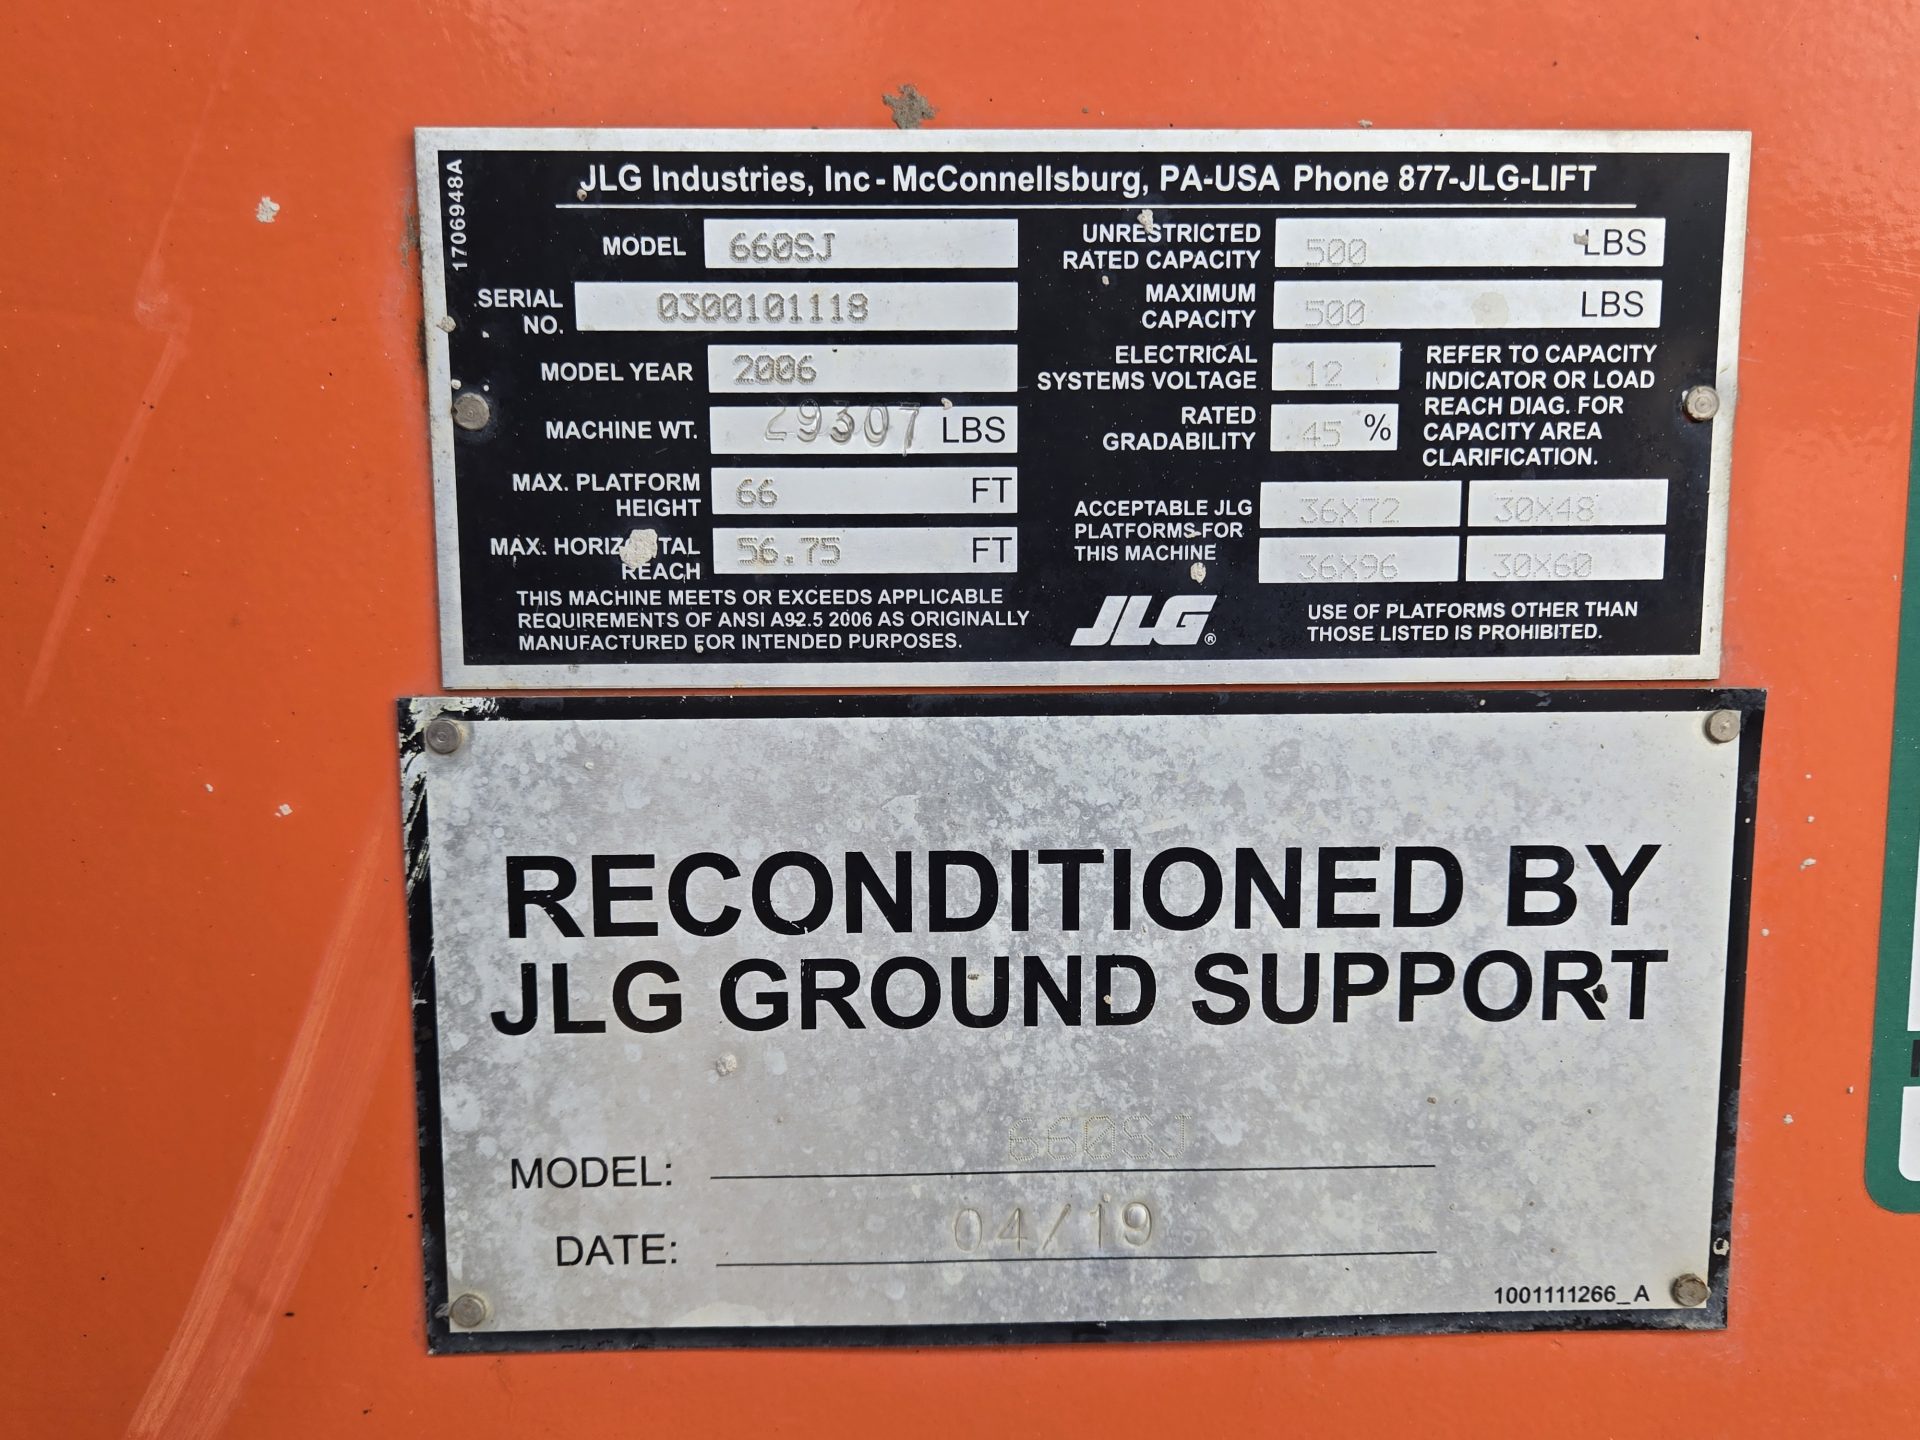 JLG Industries, Inc - McConnellsburg, PA-USA Phone 877-JLG-LIFT
1706948A
MODEL 660SJ
SERIAL NO. 0300101118
MODEL YEAR 2006
MACHINE WT. 29307 LBS
MAX. PLATFORM HEIGHT 66 FT
MAX. HORIZONTAL REACH 56.75 FT
THIS MACHINE MEETS OR EXCEEDS APPLICABLE
REQUIREMENTS OF ANSI A92.5 2006 AS ORIGINALLY
MANUFACTURED FOR INTENDED PURPOSES.
UNRESTRICTED RATED CAPACITY 500 LBS
MAXIMUM CAPACITY 500 LBS
ELECTRICAL SYSTEMS VOLTAGE 12
RATED GRADABILITY 45 %
REFER TO CAPACITY
INDICATOR OR LOAD
REACH DIAG. FOR
CAPACITY AREA
CLARIFICATION.
ACCEPTABLE JLG
PLATFORMS FOR
THIS MACHINE
36X72 30X48
36X96 30X60
JLG®
USE OF PLATFORMS OTHER THAN
THOSE LISTED IS PROHIBITED.
RECONDITIONED BY
JLG GROUND SUPPORT
MODEL: 660SJ
DATE: 04/19
1001111266_A